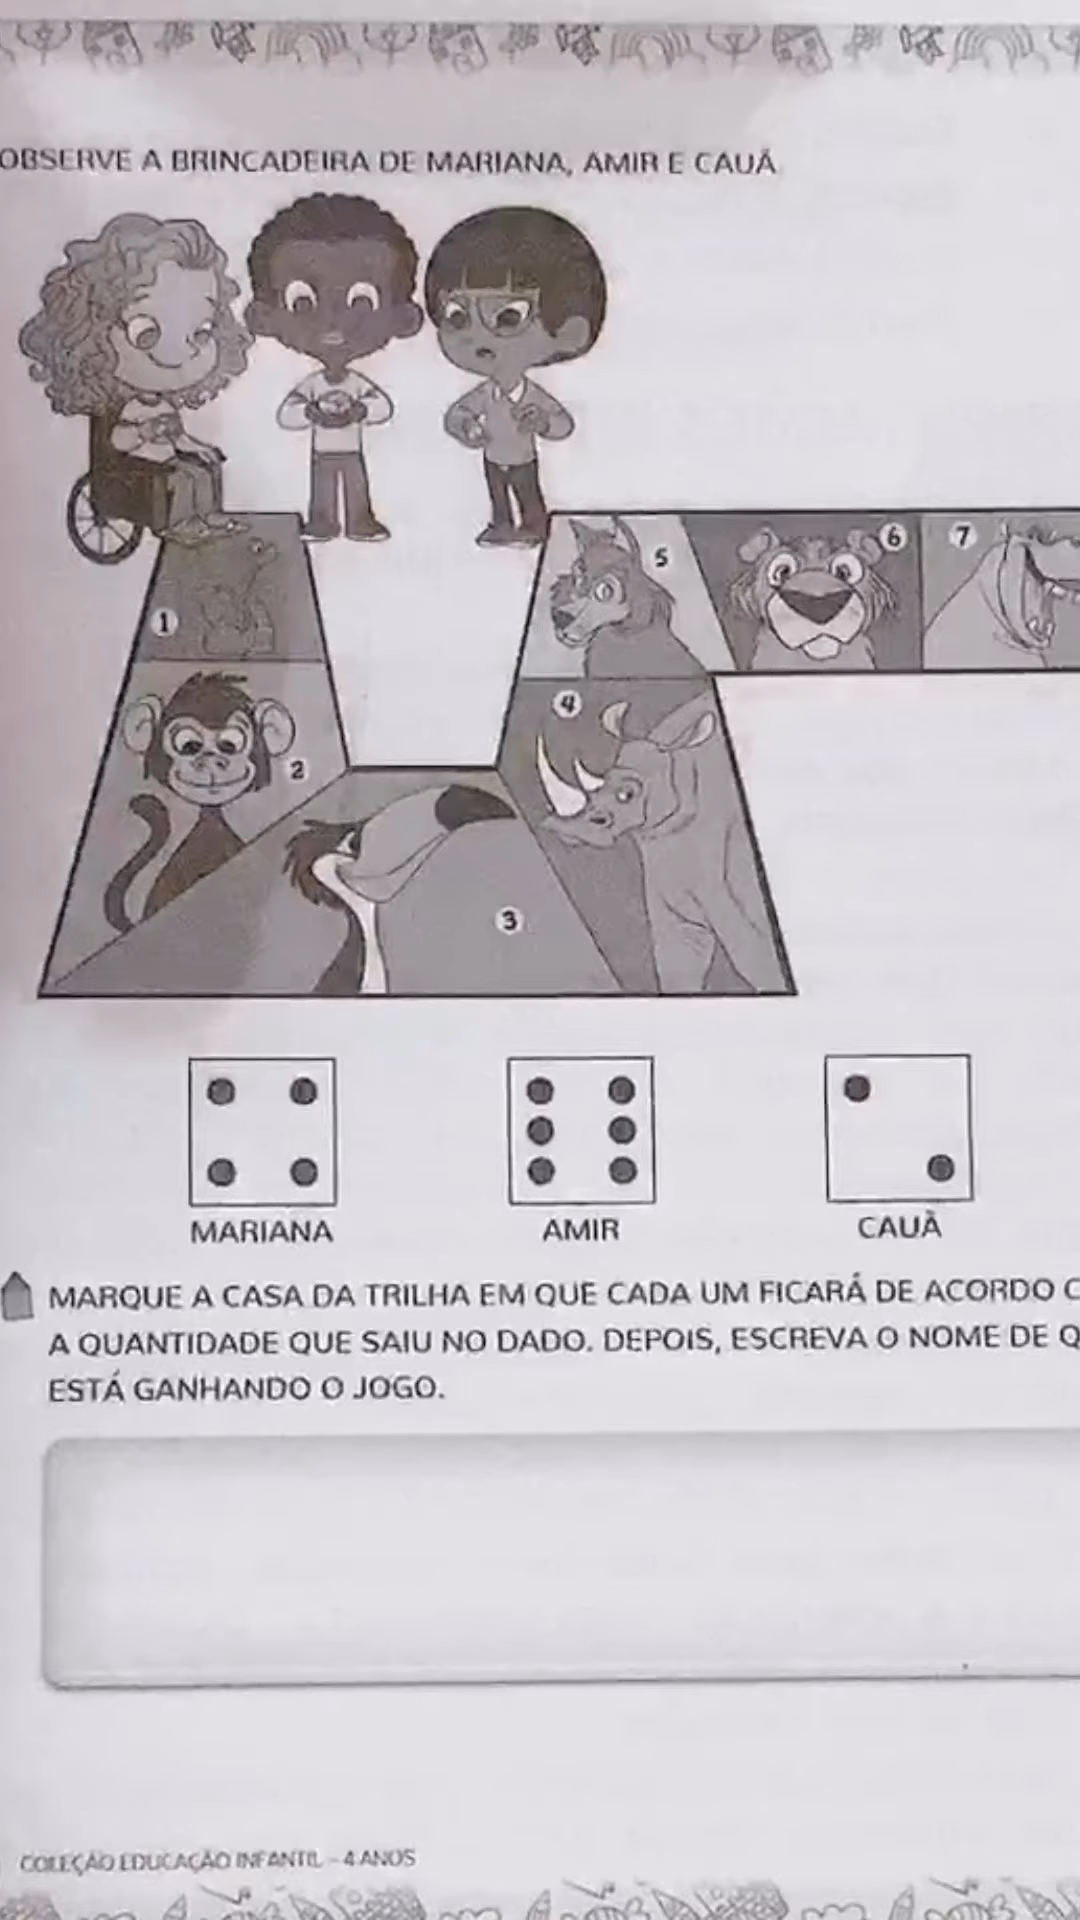 OBSERVE A BRINCADEIRA DE MARIANA, AMIR E CAUÃ
5
6
7
1
4
2
3
MARIANA
AMIR
CAUÃ
MARQUE A CASA DA TRILHA EM QUE CADA UM FICARÁ DE ACORDO C
A QUANTIDADE QUE SAIU NO DADO. DEPOIS, ESCREVA O NOME DE Q
ESTÁ GANHANDO O JOGO.
COLEÇÃO EDUCAÇÃO INFANTIL – 4 ANOS